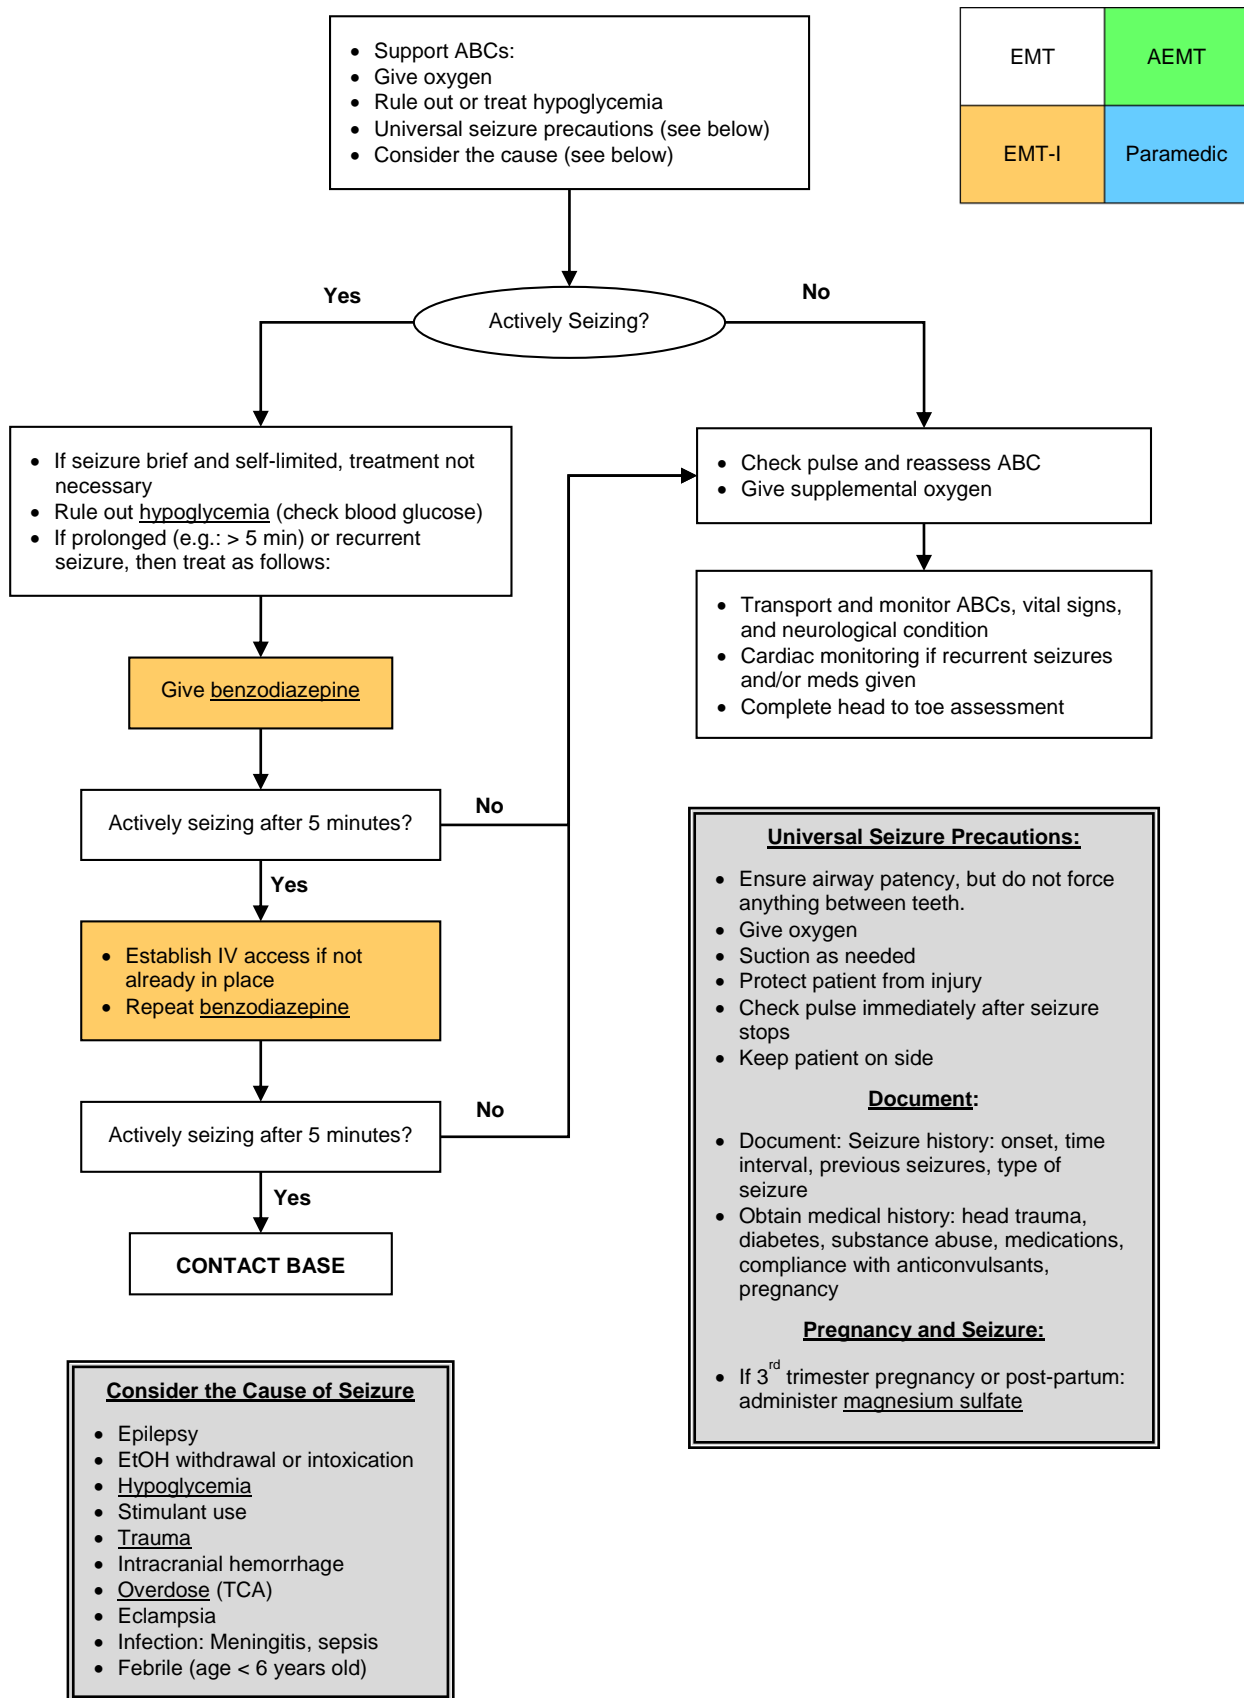 • Support ABCs:
• Give oxygen
• Rule out or treat hypoglycemia
• Universal seizure precautions (see below)
• Consider the cause (see below)
EMT
AEMT
EMT-I
Paramedic
Yes
No
Actively Seizing?
• If seizure brief and self-limited, treatment not
necessary
• Rule out hypoglycemia (check blood glucose)
• If prolonged (e.g.: > 5 min) or recurrent
seizure, then treat as follows:
• Check pulse and reassess ABC
• Give supplemental oxygen
• Transport and monitor ABCs, vital signs,
and neurological condition
• Cardiac monitoring if recurrent seizures
and/or meds given
• Complete head to toe assessment
Give benzodiazepine
Actively seizing after 5 minutes?
No
Yes
• Establish IV access if not
already in place
• Repeat benzodiazepine
Actively seizing after 5 minutes?
No
Yes
CONTACT BASE
Universal Seizure Precautions:
• Ensure airway patency, but do not force
anything between teeth.
• Give oxygen
• Suction as needed
• Protect patient from injury
• Check pulse immediately after seizure
stops
• Keep patient on side
Document:
• Document: Seizure history: onset, time
interval, previous seizures, type of
seizure
• Obtain medical history: head trauma,
diabetes, substance abuse, medications,
compliance with anticonvulsants,
pregnancy
Pregnancy and Seizure:
• If 3rd trimester pregnancy or post-partum:
administer magnesium sulfate
Consider the Cause of Seizure
• Epilepsy
• EtOH withdrawal or intoxication
• Hypoglycemia
• Stimulant use
• Trauma
• Intracranial hemorrhage
• Overdose (TCA)
• Eclampsia
• Infection: Meningitis, sepsis
• Febrile (age < 6 years old)